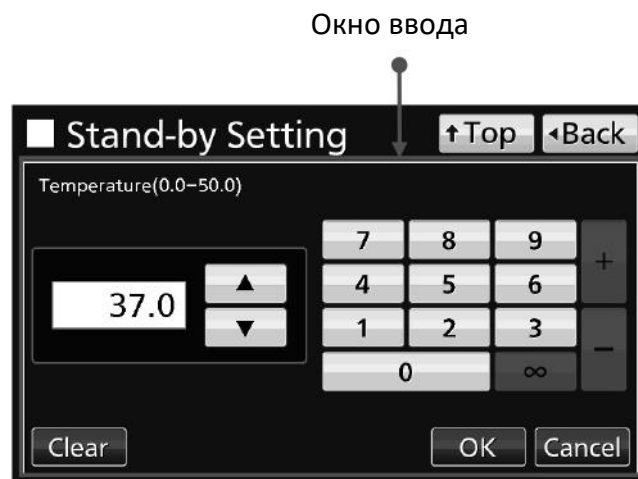 Окно ввода
Stand-by Setting ↑Top ◂Back
Temperature(0.0−50.0)
7 8 9 +
37.0 ▲ 4 5 6
▼ 1 2 3 −
0 ∞
Clear OK Cancel